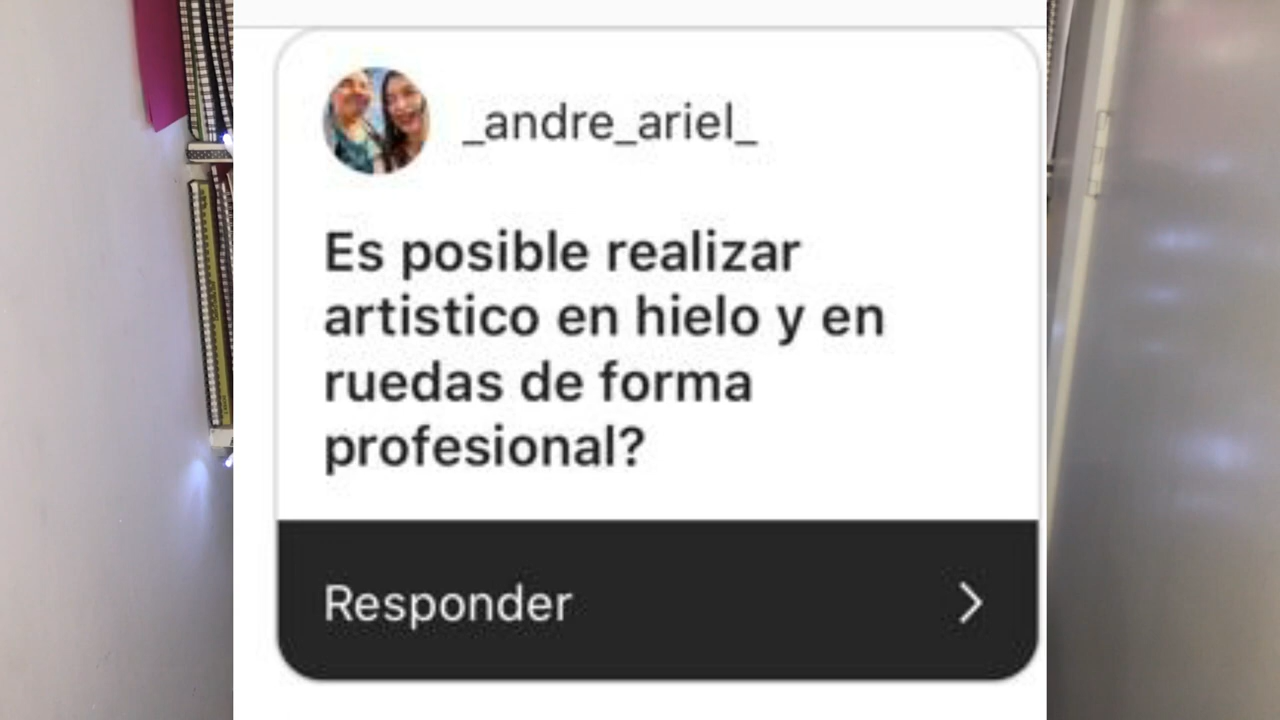 _andre_ariel_
Es posible realizar
artistico en hielo y en
ruedas de forma
profesional?
Responder